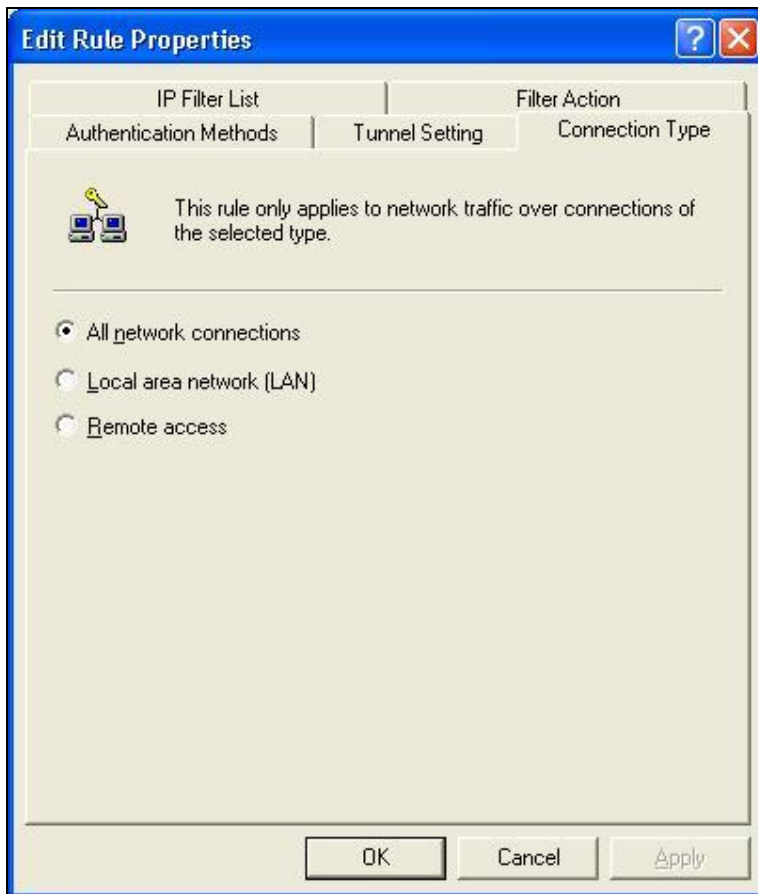 Edit Rule Properties
IP Filter List
Filter Action
Authentication Methods
Tunnel Setting
Connection Type
This rule only applies to network traffic over connections of
the selected type.
All network connections
Local area network (LAN)
Remote access
OK
Cancel
Apply